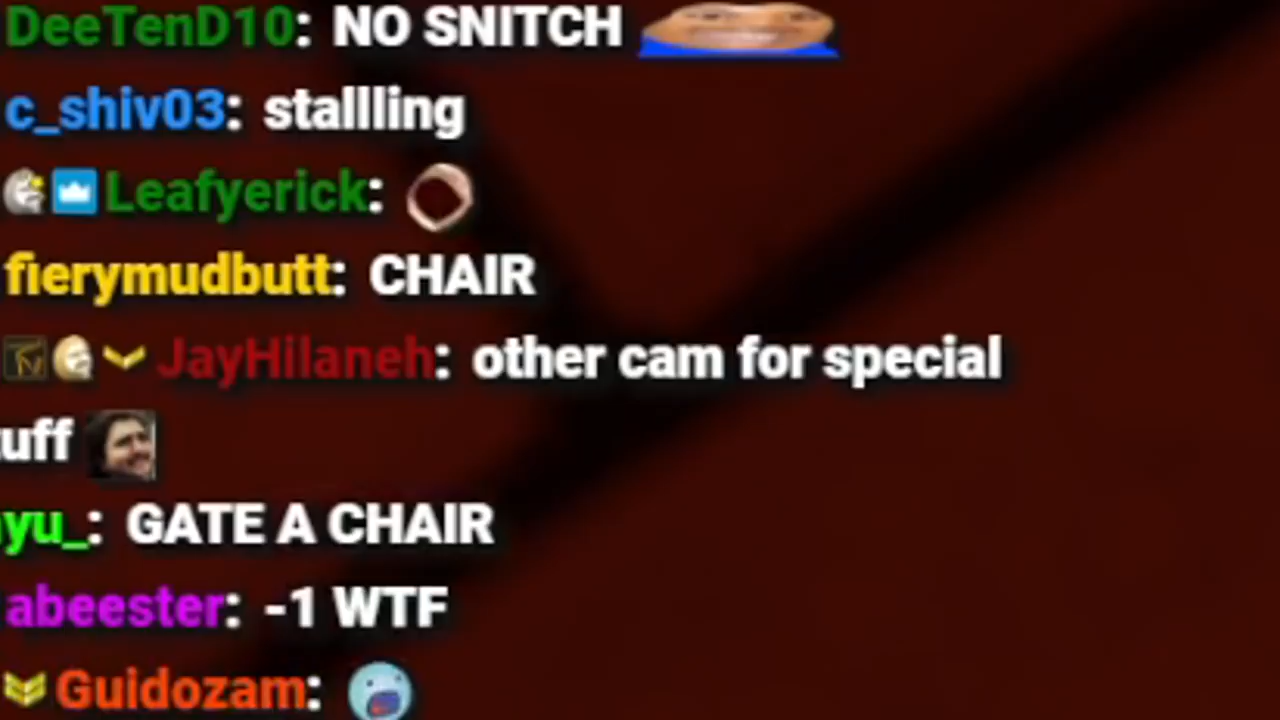 DeeTenD10: NO SNITCH
c_shiv03: stallling
Leafyerick:
fierymudbutt: CHAIR
JayHilaneh: other cam for special
tuff
yu_: GATE A CHAIR
abeester: -1 WTF
Guidozam: